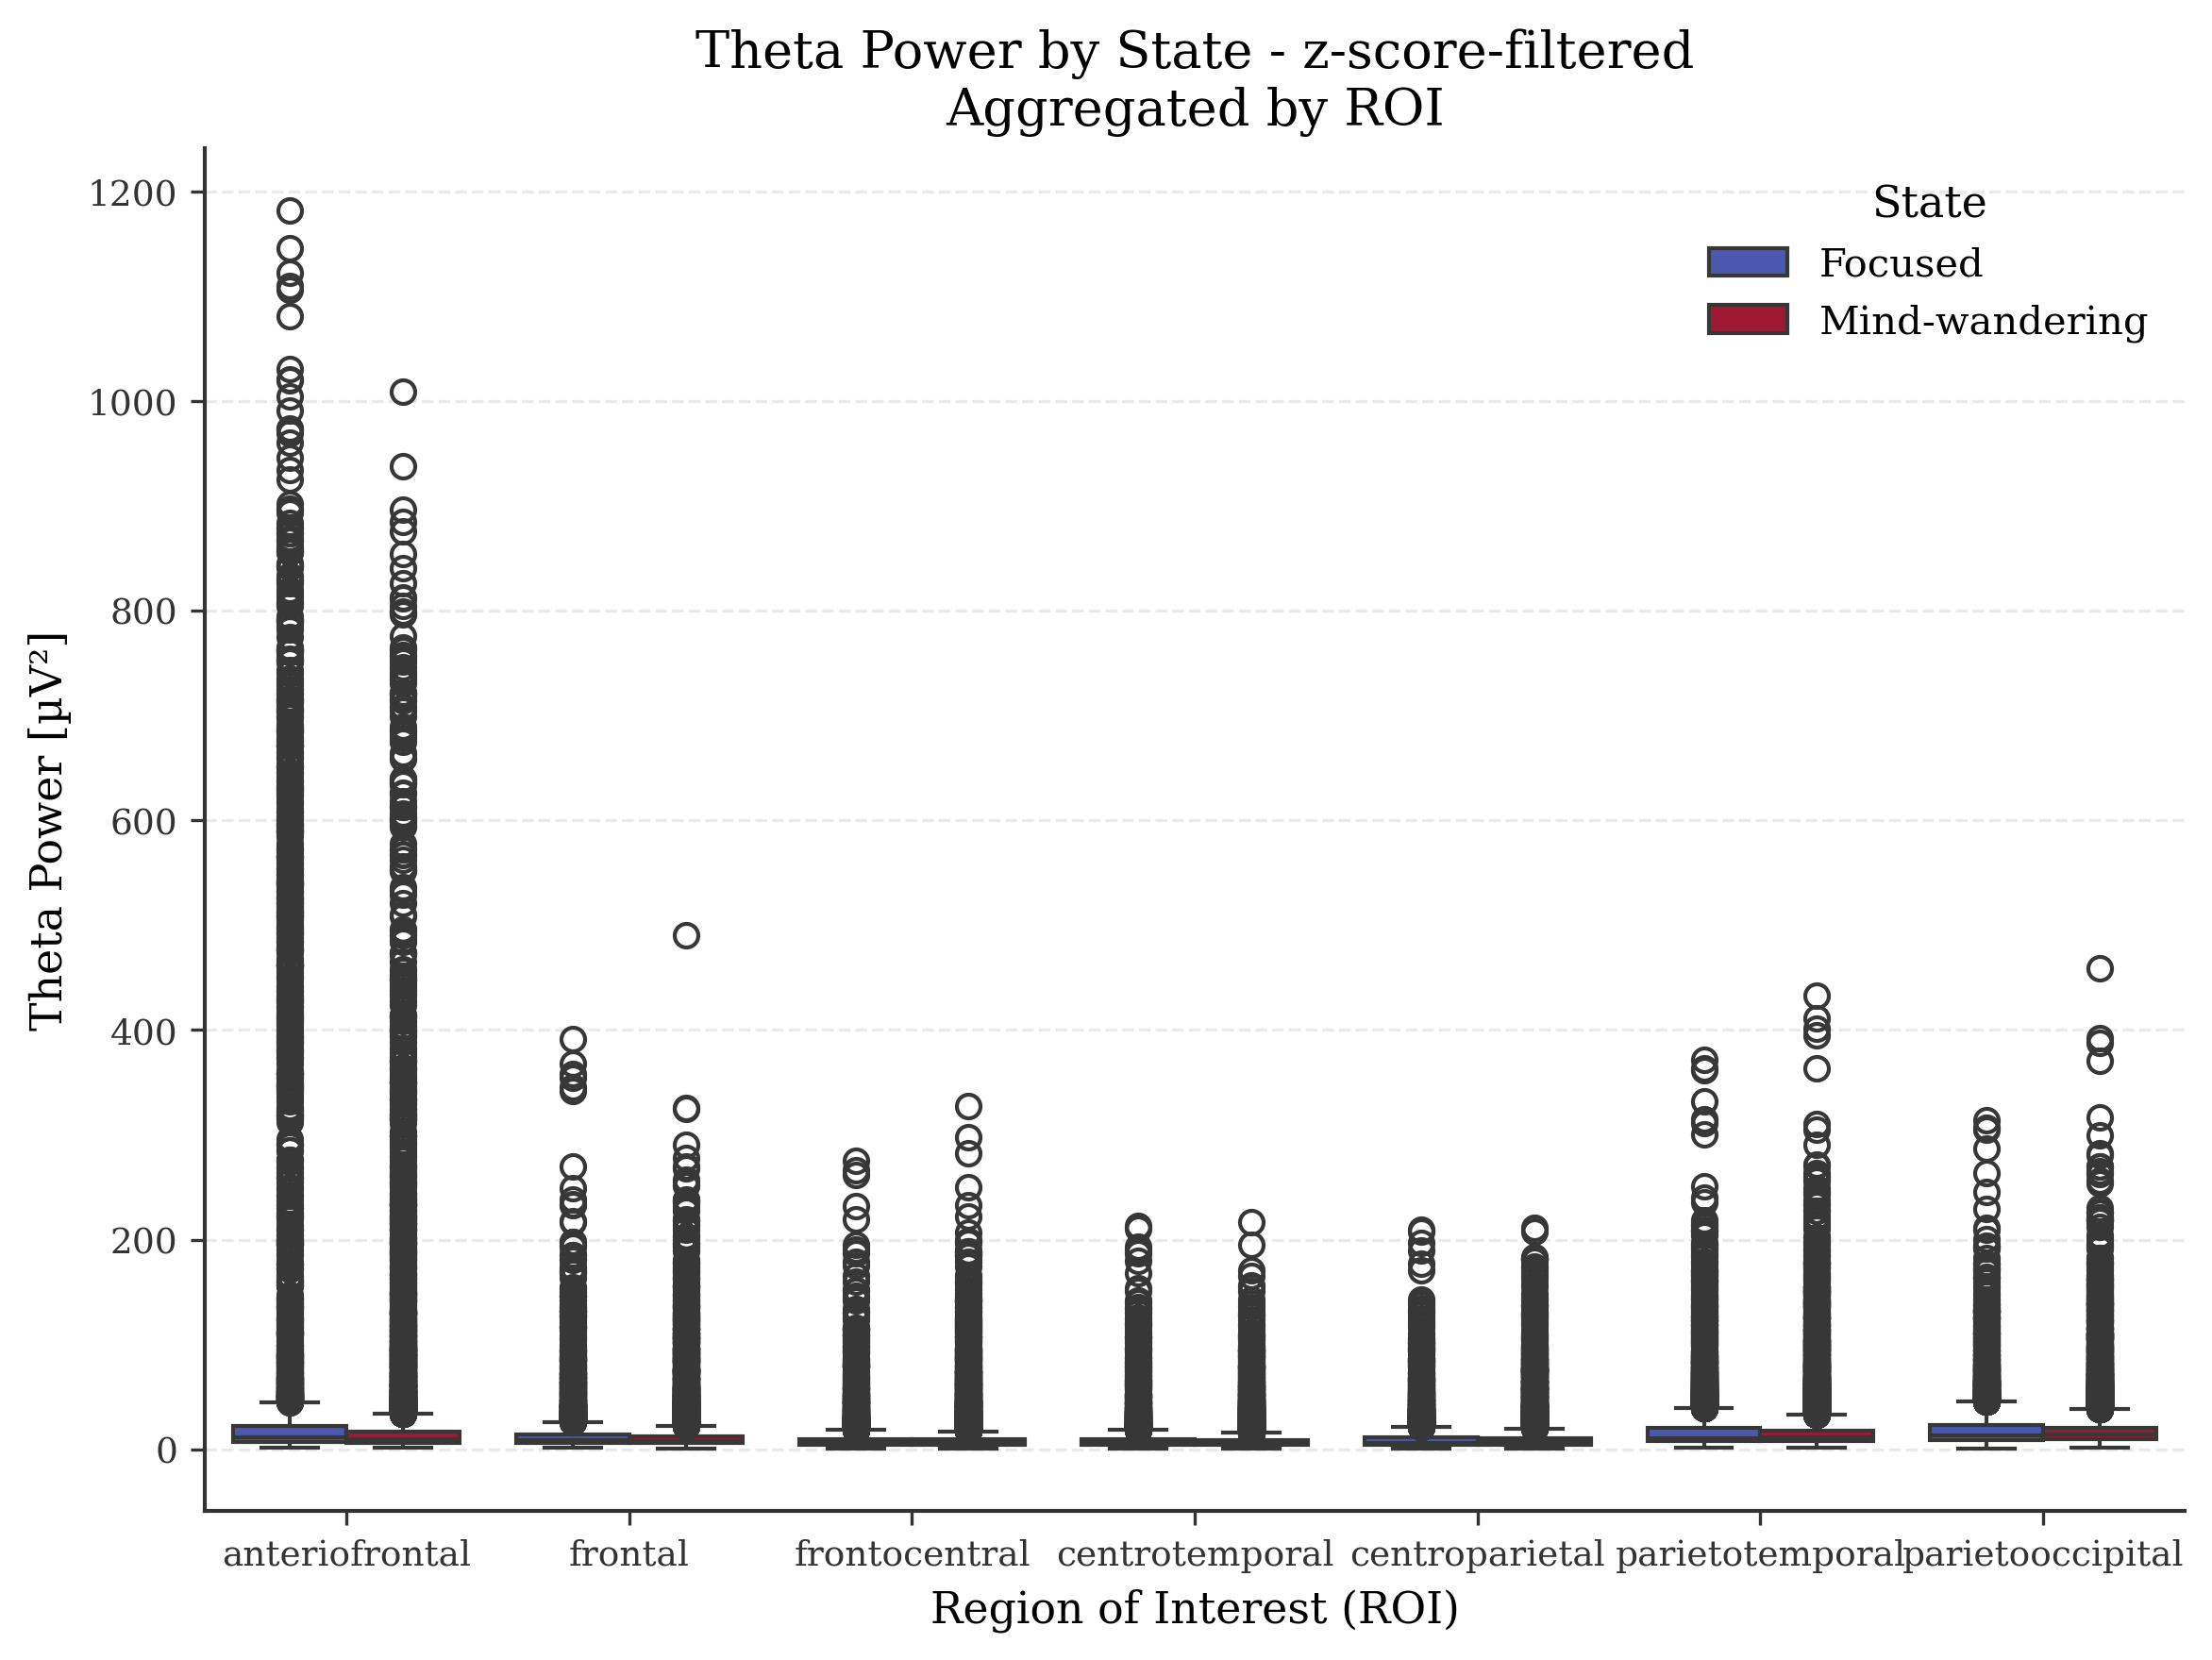 Theta Power by State - z-score-filtered
Aggregated by ROI
State
Focused
Mind-wandering
Theta Power [µV²]
1200
1000
800
600
400
200
0
anteriofrontal frontal frontocentral centrotemporal centroparietal parietotemporal parietooccipital
Region of Interest (ROI)